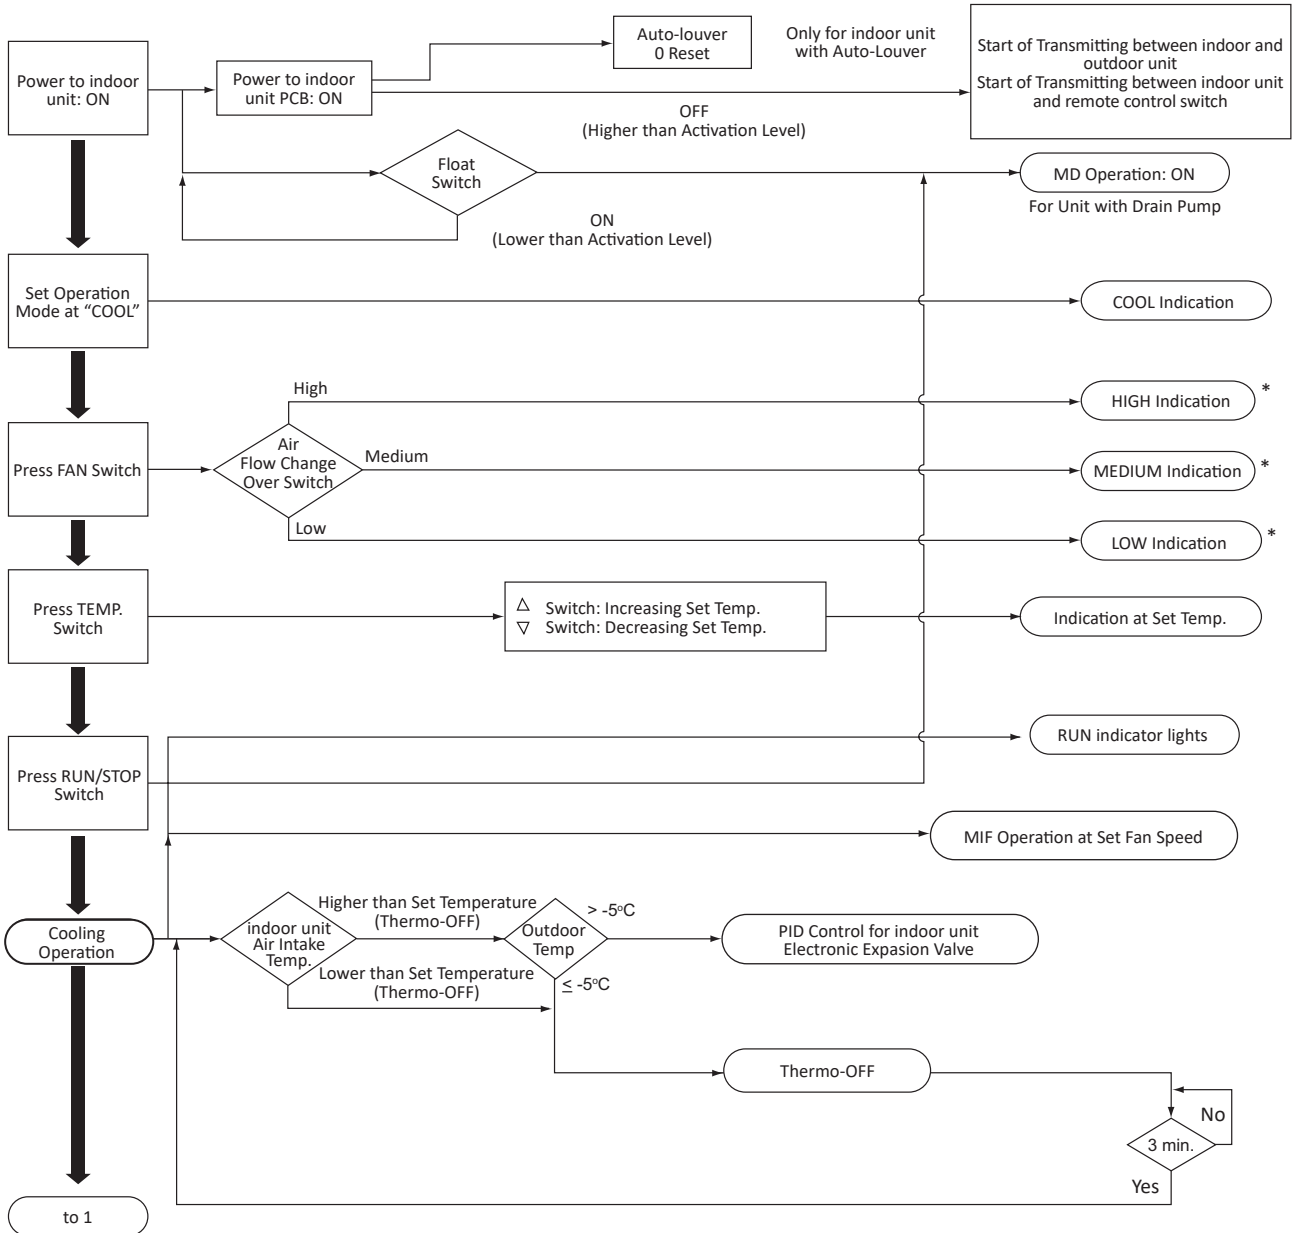 Power to indoor
unit: ON
Power to indoor
unit PCB: ON
Auto-louver
0 Reset
Only for indoor unit
with Auto-Louver
Start of Transmitting between indoor and
outdoor unit
Start of Transmitting between indoor unit
and remote control switch
OFF
(Higher than Activation Level)
Float
Switch
MD Operation: ON
For Unit with Drain Pump
ON
(Lower than Activation Level)
Set Operation
Mode at “COOL”
COOL Indication
High
HIGH Indication
*
Press FAN Switch
Air
Flow Change
Over Switch
Medium
MEDIUM Indication
*
Low
LOW Indication
*
Press TEMP.
Switch
△ Switch: Increasing Set Temp.
▽ Switch: Decreasing Set Temp.
Indication at Set Temp.
RUN indicator lights
Press RUN/STOP
Switch
MIF Operation at Set Fan Speed
Cooling
Operation
indoor unit
Air Intake
Temp.
Higher than Set Temperature
(Thermo-OFF)
Lower than Set Temperature
(Thermo-OFF)
Outdoor
Temp
> -5°C
≤ -5°C
PID Control for indoor unit
Electronic Expasion Valve
Thermo-OFF
No
3 min.
Yes
to 1